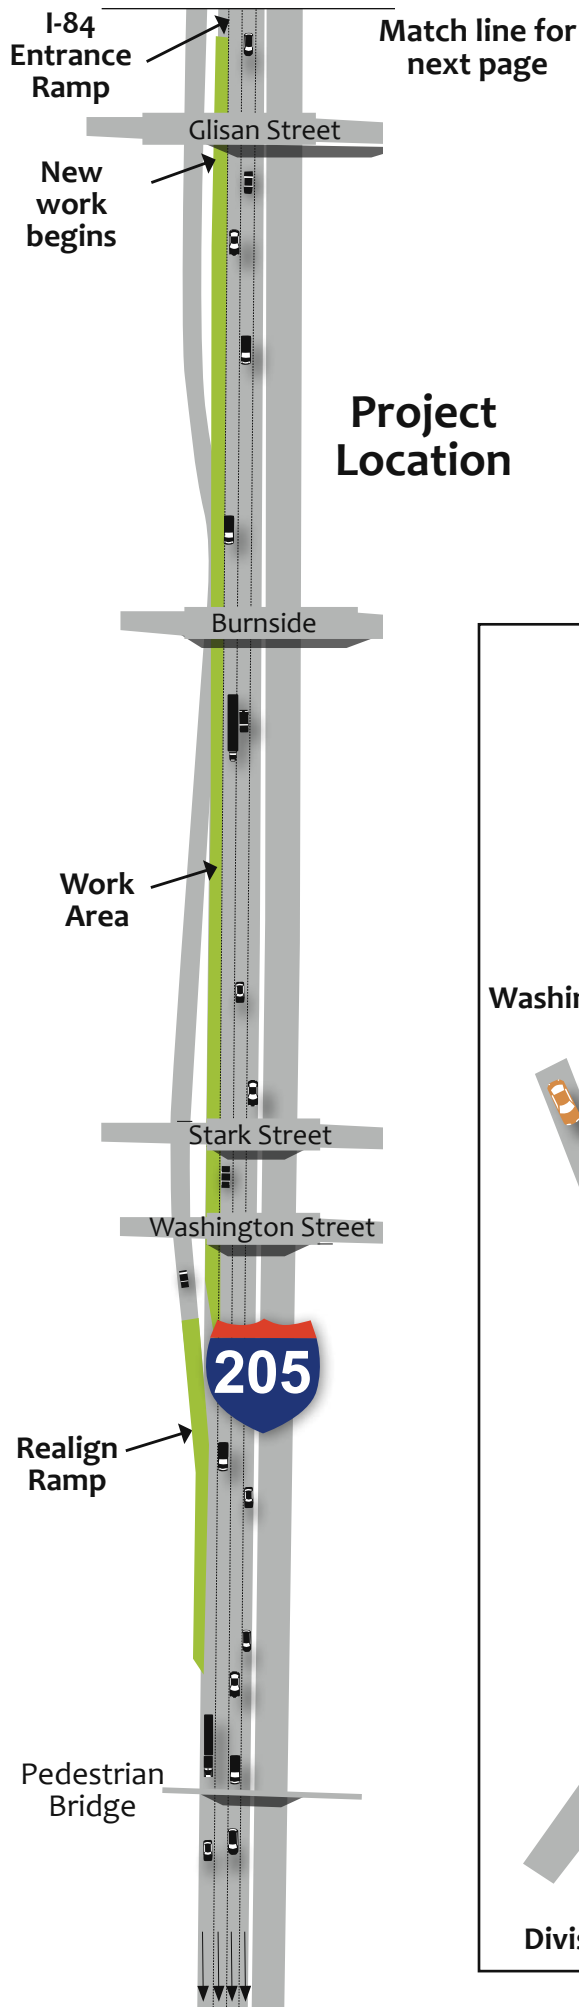 I-84
Entrance
Ramp
Match line for
next page
Glisan Street
New
work
begins
Project
Location
Burnside
Work
Area
Stark Street
Washington Street
205
Realign
Ramp
Pedestrian
Bridge